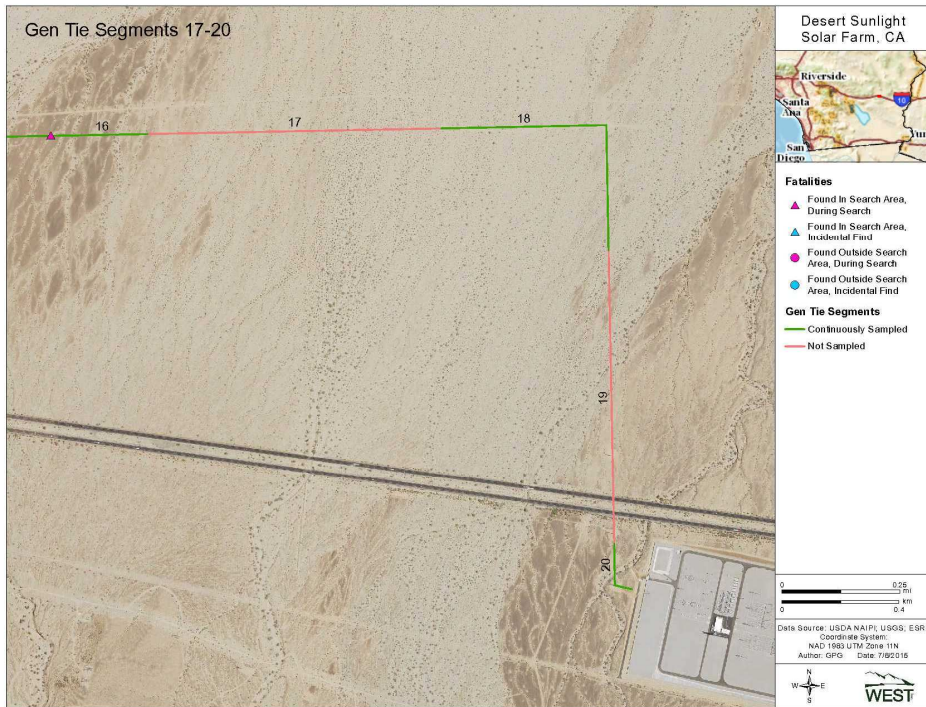 Gen Tie Segments 17-20
16
17
18
19
20
Desert Sunlight
Solar Farm, CA
Riverside
10
Santa
Ana
San
Diego
Yum
Fatalities
Found In Search Area,
During Search
Found In Search Area,
Incidental Find
Found Outside Search
Area, During Search
Found Outside Search
Area, Incidental Find
Gen Tie Segments
Continuously Sampled
Not Sampled
0
0.25
mi
km
0
0.4
Data Source: USDA NAIPI; USGS; ESR
Coordinate System:
NAD 1983 UTM Zone 11N
Author: GPG Date: 7/8/2016
N
W
E
S
WEST